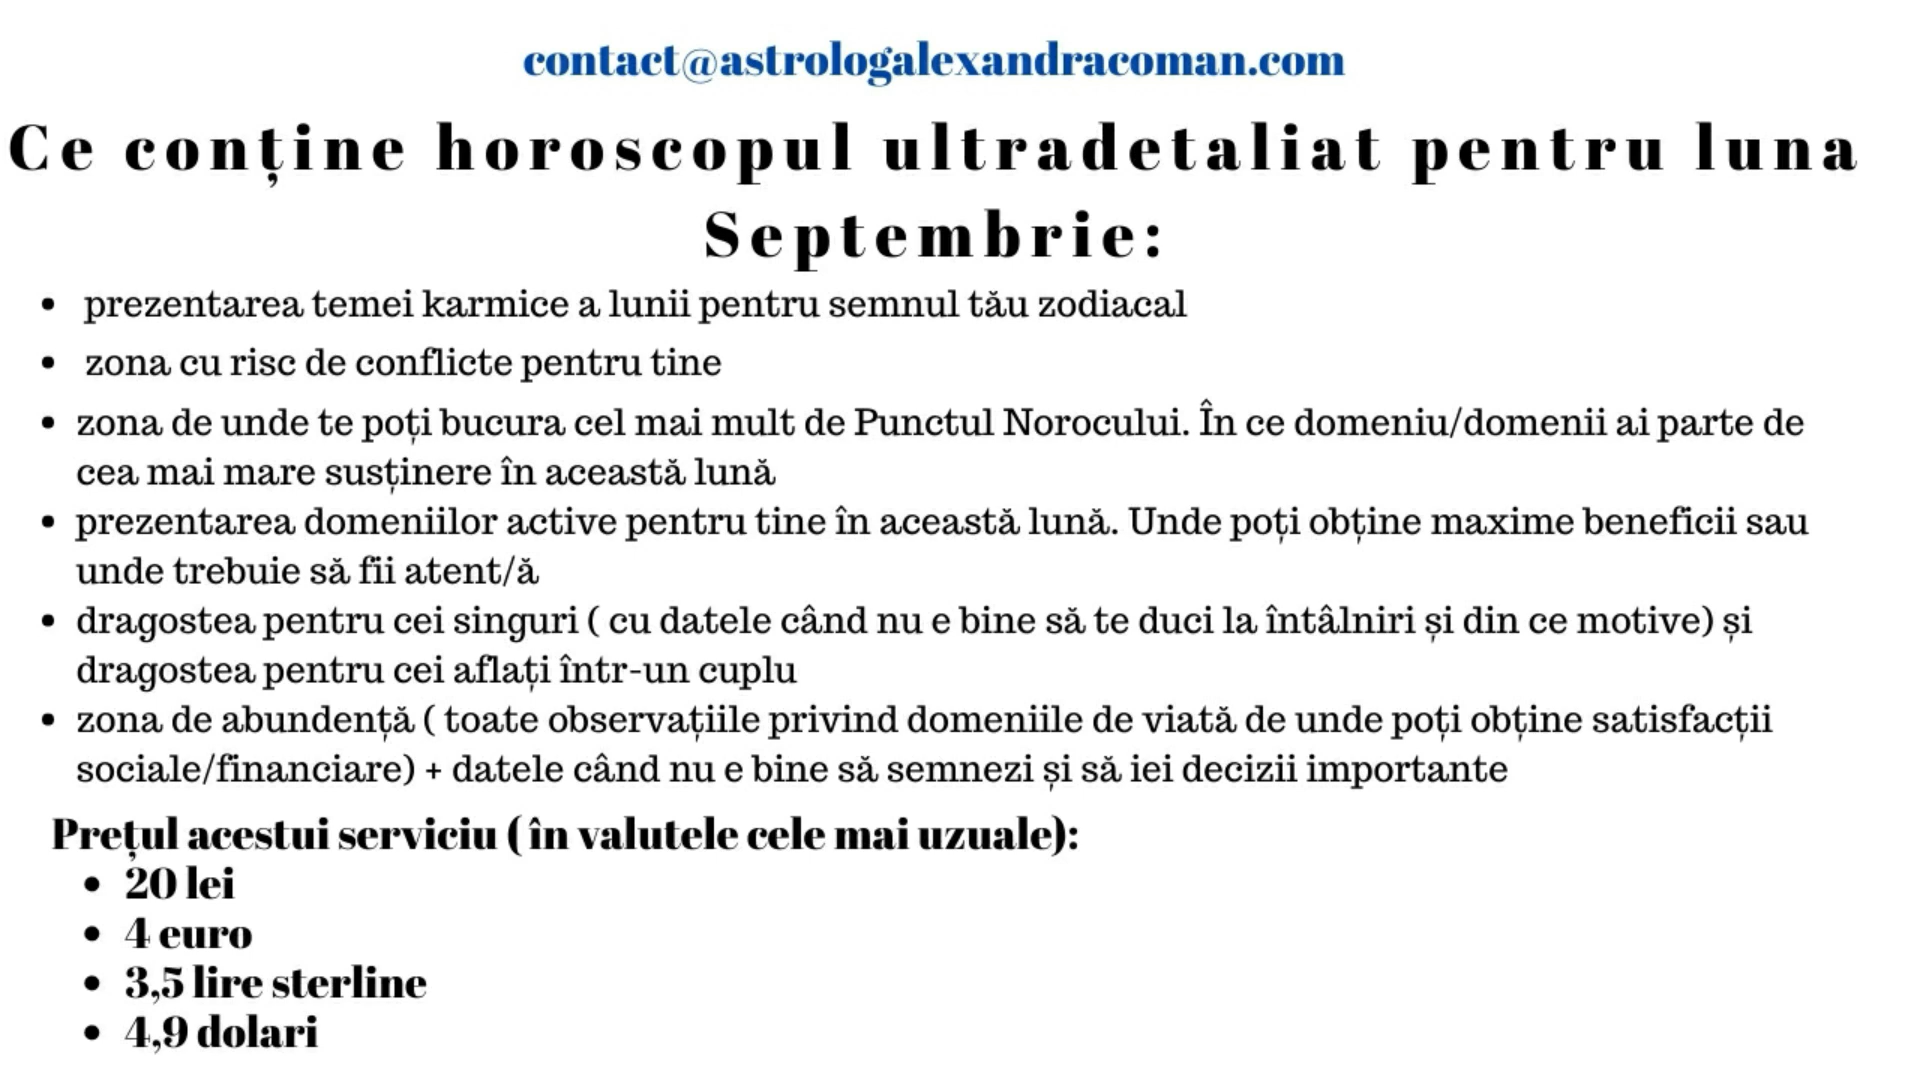 contact@astrologalexandracoman.com
Ce conține horoscopul ultradetaliat pentru luna
Septembrie:
• prezentarea temei karmice a lunii pentru semnul tău zodiacal
• zona cu risc de conflicte pentru tine
• zona de unde te poți bucura cel mai mult de Punctul Norocului. În ce domeniu/domenii ai parte de
cea mai mare susținere în această lună
• prezentarea domeniilor active pentru tine în această lună. Unde poți obține maxime beneficii sau
unde trebuie să fii atent/ă
• dragostea pentru cei singuri ( cu datele când nu e bine să te duci la întâlniri și din ce motive) și
dragostea pentru cei aflați într-un cuplu
• zona de abundență ( toate observațiile privind domeniile de viată de unde poți obține satisfacții
sociale/financiare) + datele când nu e bine să semnezi și să iei decizii importante
Prețul acestui serviciu ( în valutele cele mai uzuale):
• 20 lei
• 4 euro
• 3,5 lire sterline
• 4,9 dolari